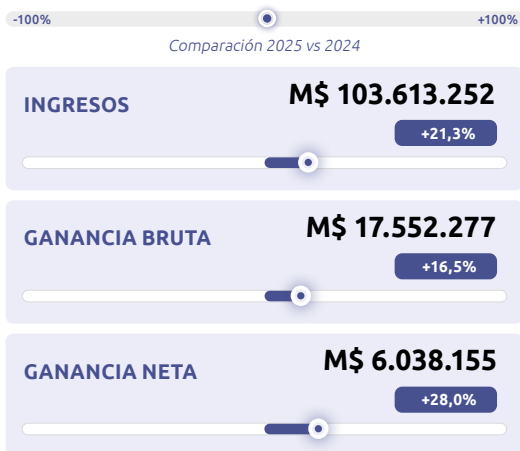 -100% +100%
Comparación 2025 vs 2024
INGRESOS
M$ 103.613.252
+21,3%
GANANCIA BRUTA
M$ 17.552.277
+16,5%
GANANCIA NETA
M$ 6.038.155
+28,0%